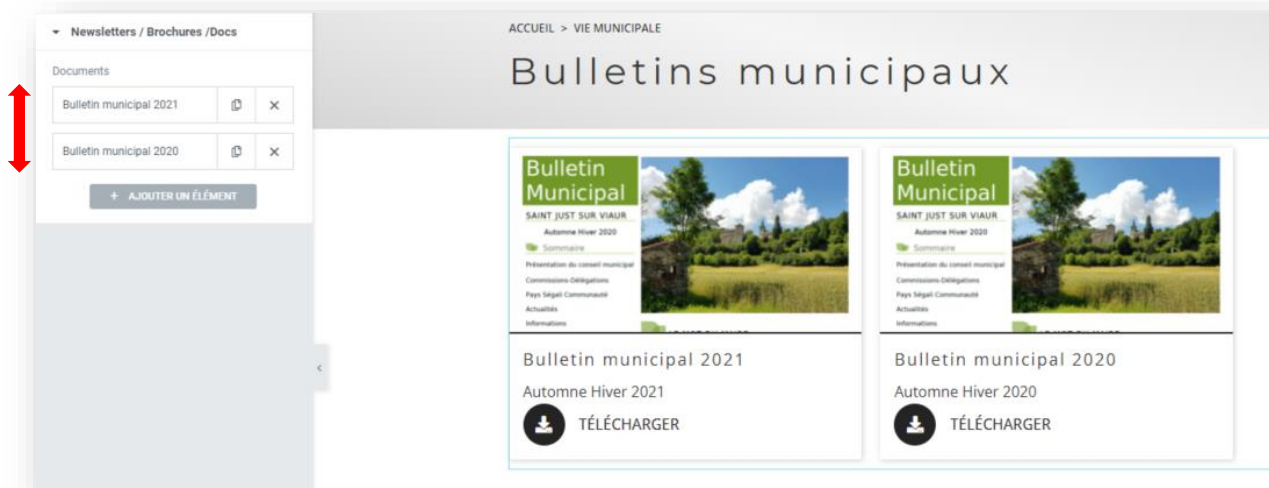 Newsletters / Brochures /Docs
Documents
Bulletin municipal 2021
Bulletin municipal 2020
+ AJOUTER UN ÉLÉMENT
ACCUEIL > VIE MUNICIPALE
Bulletins municipaux
Bulletin
Municipal
SAINT JUST SUR VIAUR
Automne Hiver 2020
Sommaire
Présentation du conseil municipal
Commissions-Délégations
Pays Ségali Communauté
Actualités
Informations
Bulletin municipal 2021
Automne Hiver 2021
TÉLÉCHARGER
Bulletin
Municipal
SAINT JUST SUR VIAUR
Automne Hiver 2020
Sommaire
Présentation du conseil municipal
Commissions-Délégations
Pays Ségali Communauté
Actualités
Informations
Bulletin municipal 2020
Automne Hiver 2020
TÉLÉCHARGER